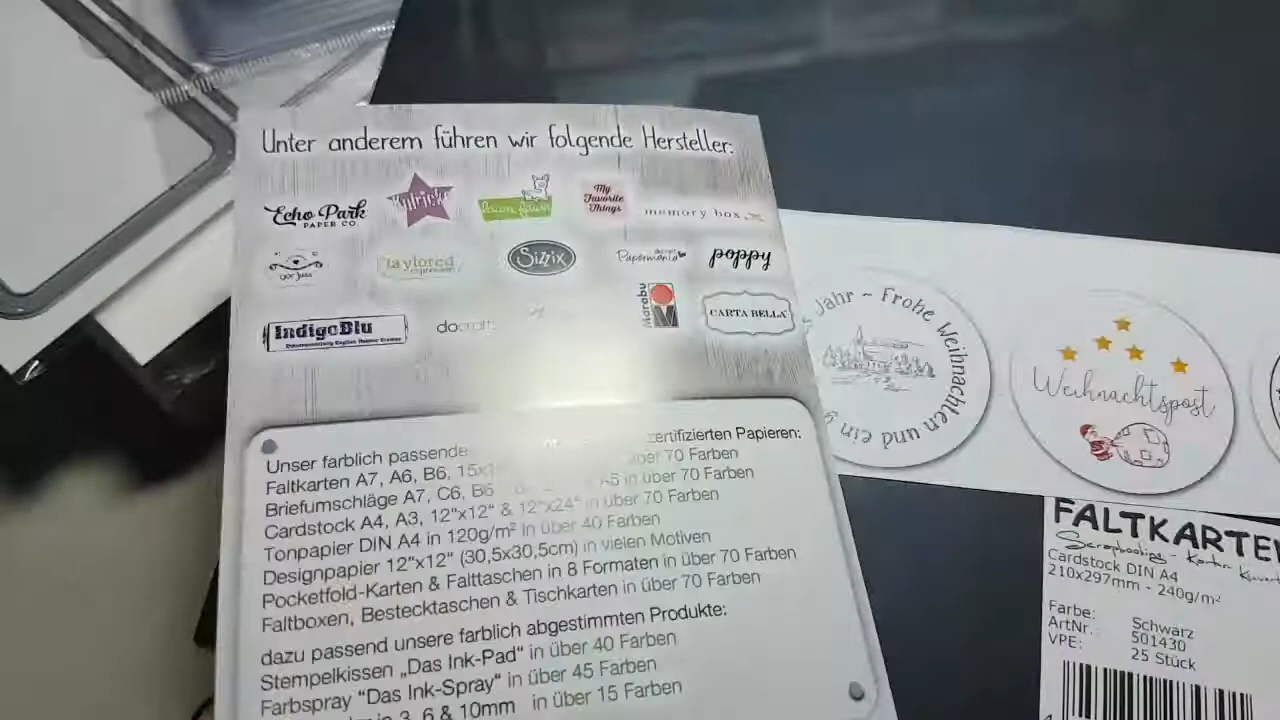 Unter anderem führen wir folgende Hersteller:
Echo Park
PAPER CO
lawn fawn
My
Favorite
Things
memory box
gorjuss
taylored
expressions
Sizzix
Papermania
poppy
IndigoBlu
docrafts
Marabu
CARTA BELLA
Unser farblich passende zertifizierten Papieren:
Faltkarten A7, A6, B6, über 70 Farben
Briefumschläge A7, C6, B6 in über 70 Farben
Cardstock A4, A3, 12"x12" & 12"x24" in über 70 Farben
Tonpapier DIN A4 in 120g/m² in über 40 Farben
Designpapier 12"x12" (30,5x30,5cm) in vielen Motiven
Pocketfold-Karten & Falttaschen in 8 Formaten in über 70 Farben
Faltboxen, Bestecktaschen & Tischkarten in über 70 Farben
dazu passend unsere farblich abgestimmten Produkte:
Stempelkissen „Das Ink-Pad“ in über 40 Farben
Farbspray "Das Ink-Spray" in über 45 Farben
in 3, 6 & 10mm in über 15 Farben
Jahr ~ Frohe Weihnachten und ein
Weihnachtspost
FALTKARTEN
Scrapbooking - Karten
Cardstock DIN A4
210x297mm - 240g/m²
Farbe: Schwarz
ArtNr.: 501430
VPE: 25 Stück